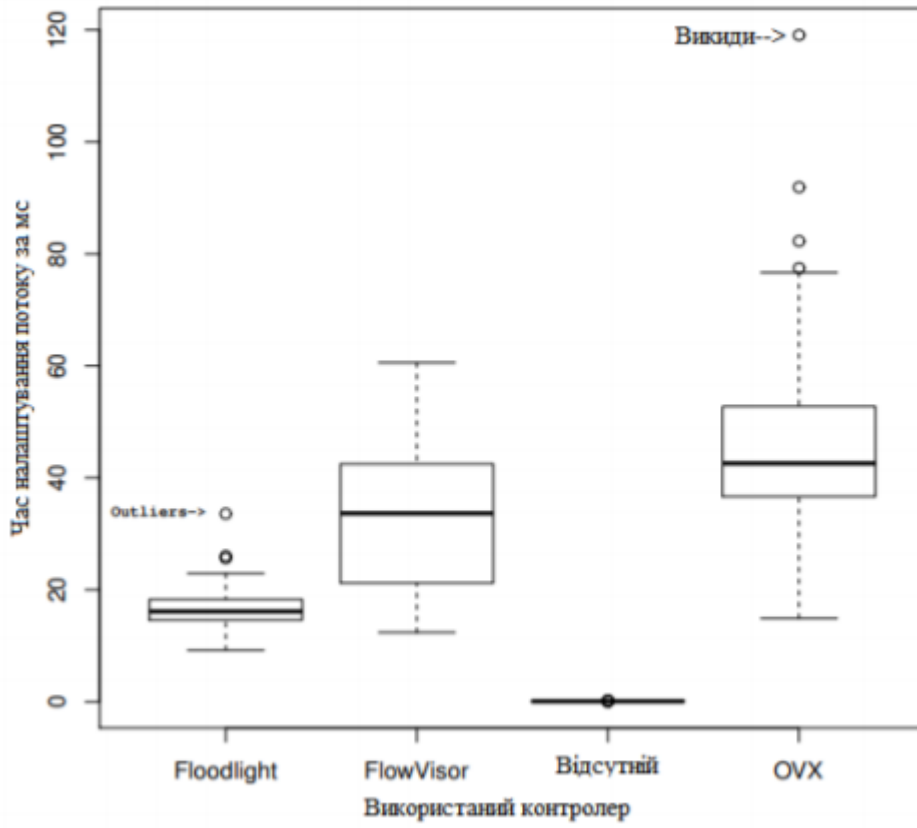 Час налаштування потоку за мс
120
100
80
60
40
20
0
Викиди-->
Outliers->
Floodlight
FlowVisor
Відсутній
OVX
Використаний контролер